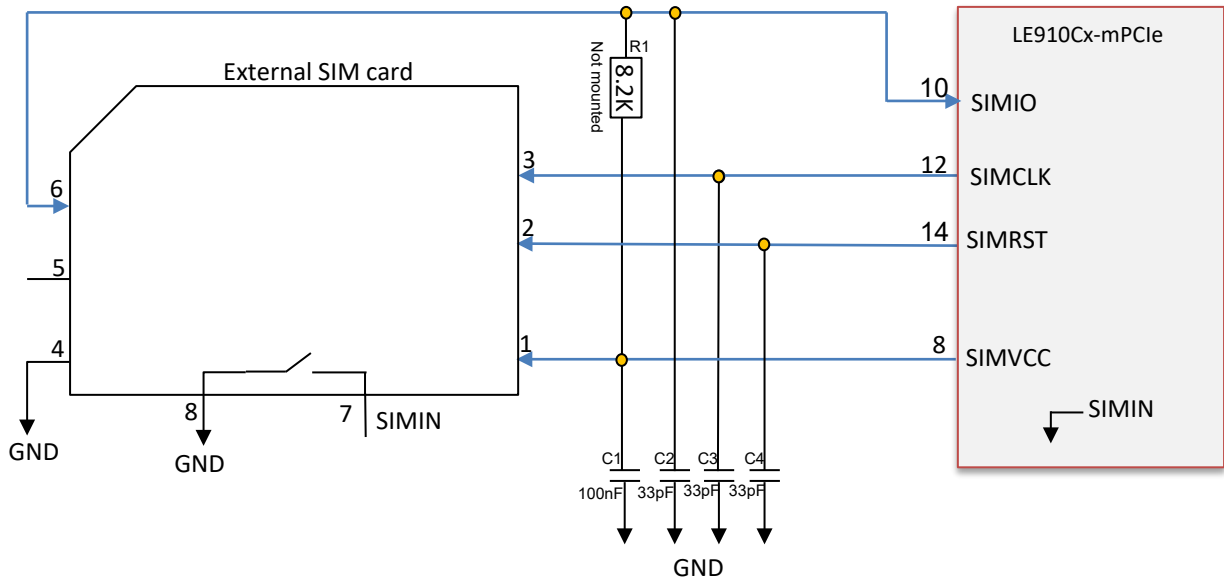 LE910Cx-mPCIe
External SIM card
R1
8.2K
Not mounted
10
SIMIO
3
12
SIMCLK
6
2
14
SIMRST
5
4
1
8
SIMVCC
8
7
SIMIN
SIMIN
GND
GND
C1
C2
C3
C4
100nF
33pF
33pF
33pF
GND